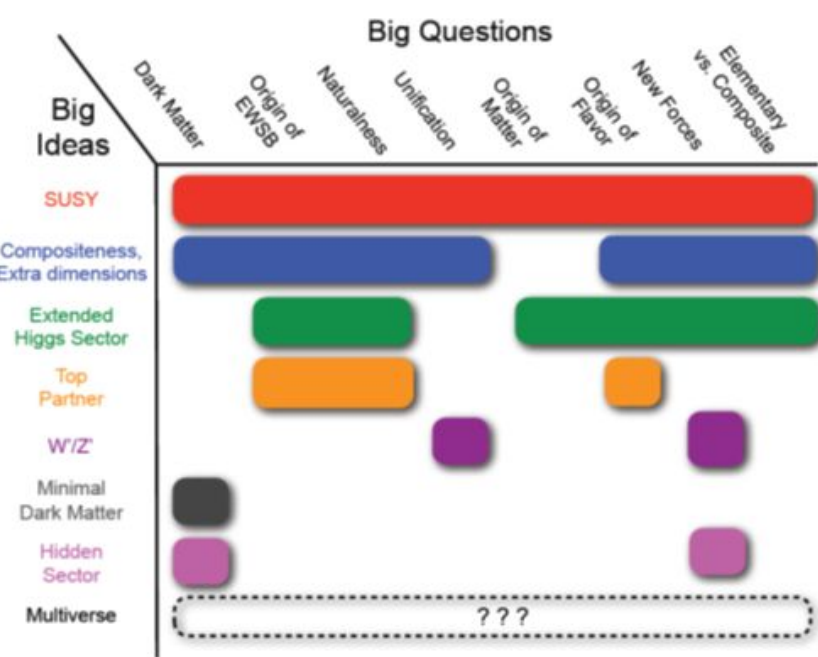 Big Questions
Big
Ideas
Dark Matter
Origin of
EWSB
Naturalness
Unification
Origin of
Matter
Origin of
Flavor
New Forces
Elementary
vs. Composite
SUSY
Compositeness,
Extra dimensions
Extended
Higgs Sector
Top
Partner
W'/Z'
Minimal
Dark Matter
Hidden
Sector
Multiverse
? ? ?